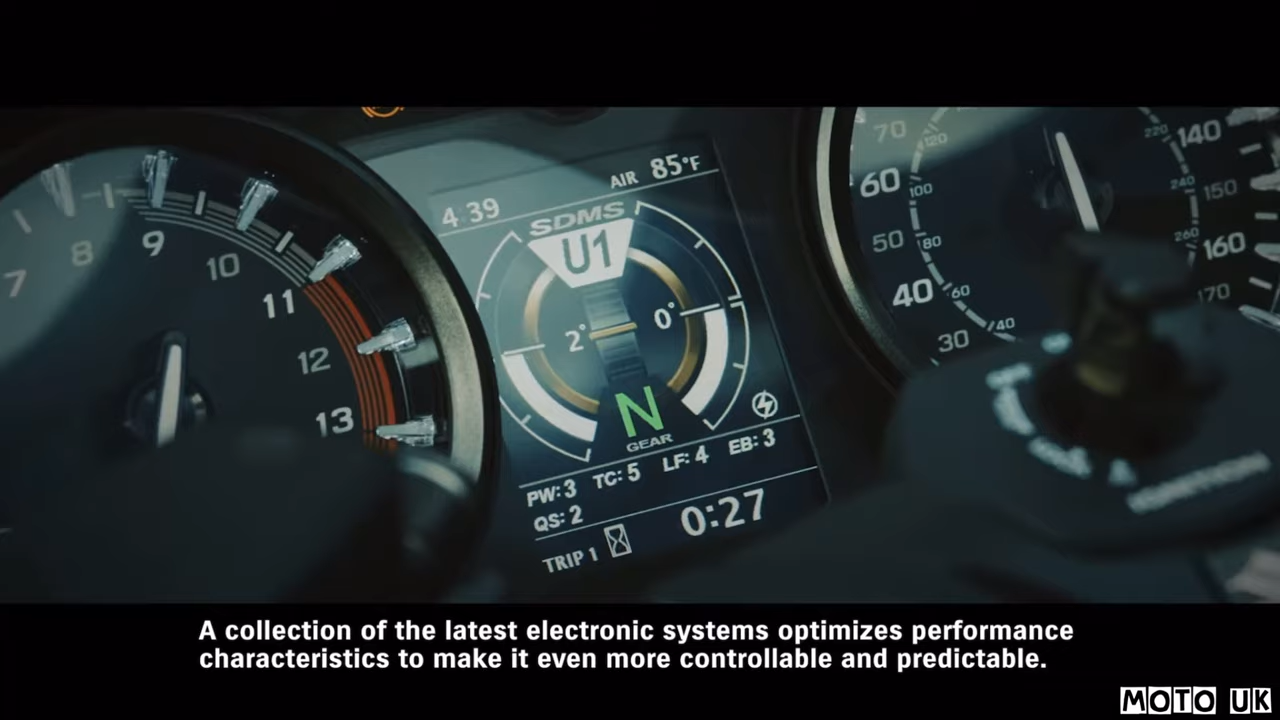 7
8
9
10
11
12
13
4:39
AIR 85°F
SDMS
U1
2°
0°
N
GEAR
PW:3 TC:5 LF:4 EB:3
QS:2
TRIP 1
0:27
70
60
50
40
30
120
100
80
60
40
220
240
260
140
150
160
170
IGNITION
A collection of the latest electronic systems optimizes performance
characteristics to make it even more controllable and predictable.
MOTO UK